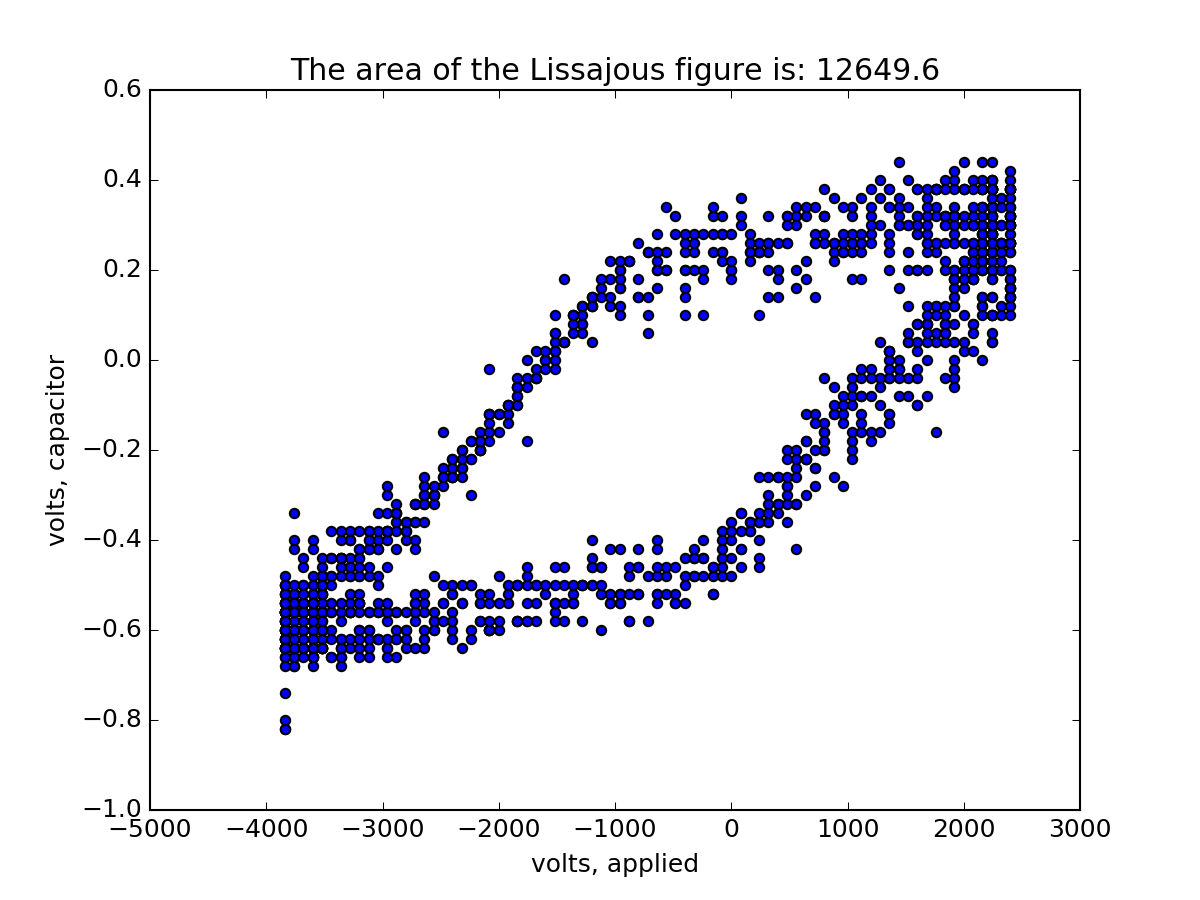 The area of the Lissajous figure is: 12649.6
0.6
0.4
0.2
0.0
−0.2
−0.4
−0.6
−0.8
−1.0
volts, capacitor
−5000 −4000 −3000 −2000 −1000 0 1000 2000 3000
volts, applied